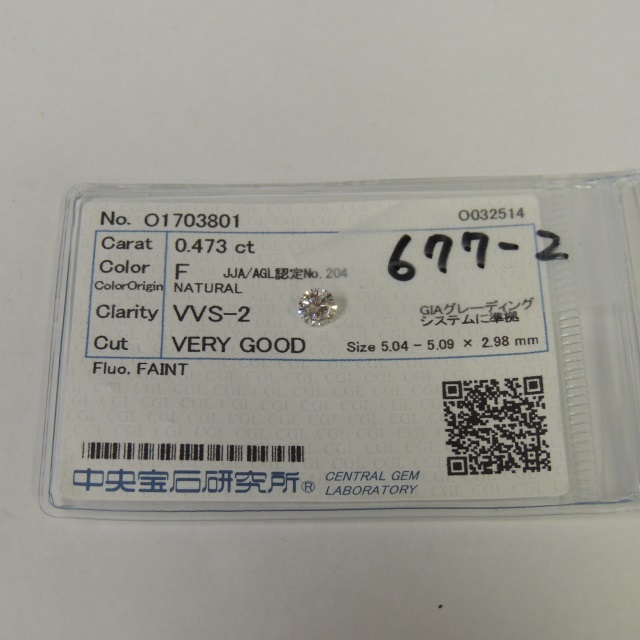 No. O1703801 O032514
Carat 0.473 ct
677-2
Color F JJA/AGL認定No. 204
ColorOrigin NATURAL
Clarity VVS-2
GIAグレーディング
システムに準拠
Cut VERY GOOD Size 5.04 - 5.09 × 2.98 mm
Fluo. FAINT
中央宝石研究所® CENTRAL GEM
LABORATORY